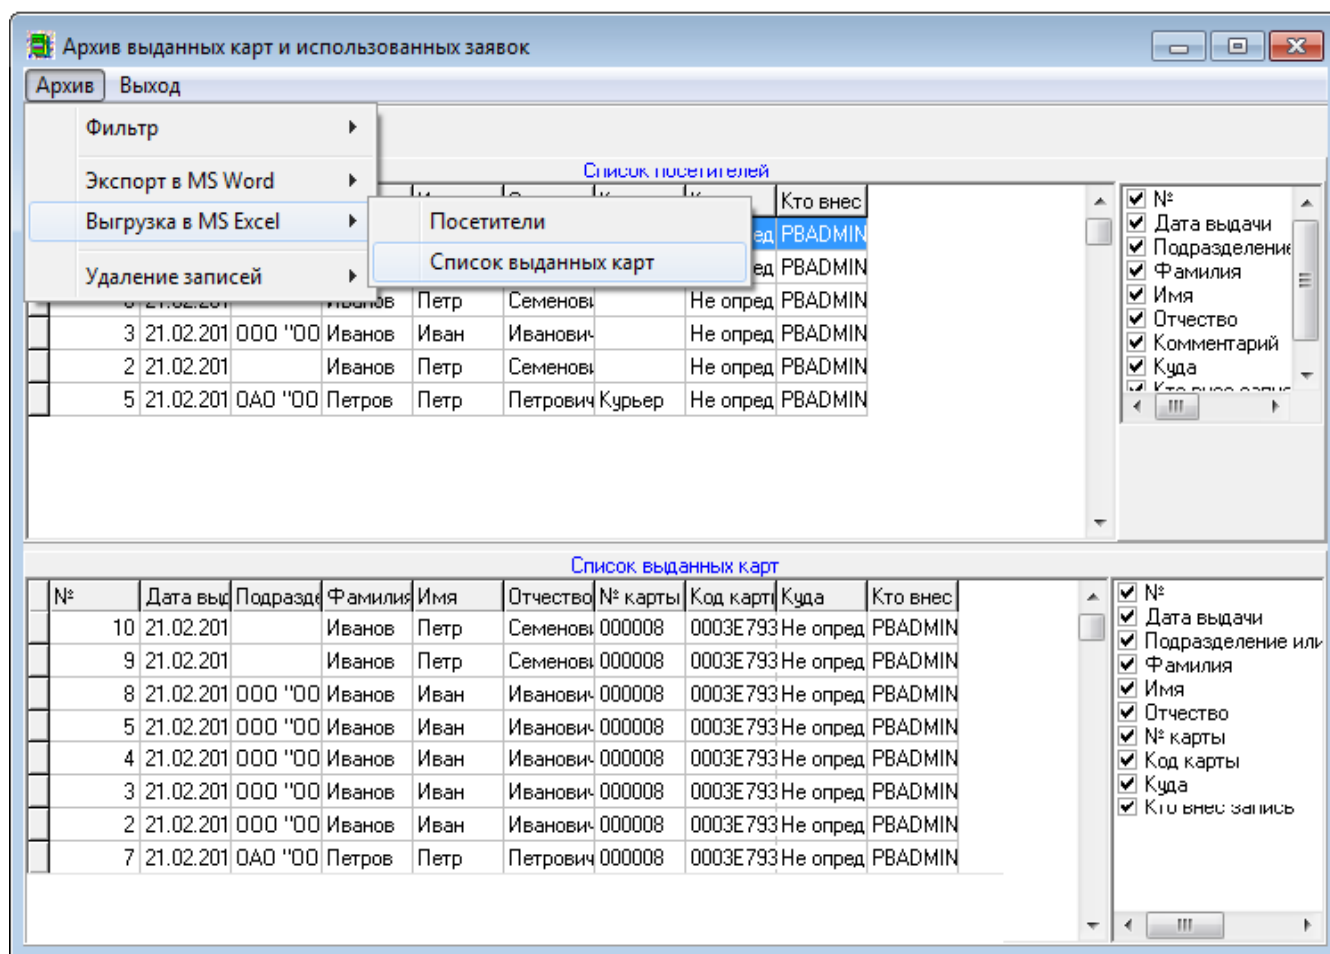 Архив выданных карт и использованных заявок
Архив Выход
Фильтр
Экспорт в MS Word
Выгрузка в MS Excel
Удаление записей
Посетители
Список выданных карт
Список посетителей
Кто внес
ед PBADMIN
ед PBADMIN
Иванов Петр Семенови Не опред PBADMIN
3 21.02.201 ООО "ОО Иванов Иван Иванович Не опред PBADMIN
2 21.02.201 Иванов Петр Семенови Не опред PBADMIN
5 21.02.201 ОАО "ОО Петров Петр Петрович Курьер Не опред PBADMIN
№
Дата выдачи
Подразделение
Фамилия
Имя
Отчество
Комментарий
Куда
Список выданных карт
№ Дата выд Подразде Фамилия Имя Отчество № карты Код карты Куда Кто внес
10 21.02.201 Иванов Петр Семенови 000008 0003E793 Не опред PBADMIN
9 21.02.201 Иванов Петр Семенови 000008 0003E793 Не опред PBADMIN
8 21.02.201 ООО "ОО Иванов Иван Иванович 000008 0003E793 Не опред PBADMIN
5 21.02.201 ООО "ОО Иванов Иван Иванович 000008 0003E793 Не опред PBADMIN
4 21.02.201 ООО "ОО Иванов Иван Иванович 000008 0003E793 Не опред PBADMIN
3 21.02.201 ООО "ОО Иванов Иван Иванович 000008 0003E793 Не опред PBADMIN
2 21.02.201 ООО "ОО Иванов Иван Иванович 000008 0003E793 Не опред PBADMIN
7 21.02.201 ОАО "ОО Петров Петр Петрович 000008 0003E793 Не опред PBADMIN
№
Дата выдачи
Подразделение или
Фамилия
Имя
Отчество
№ карты
Код карты
Куда
Кто внес запись